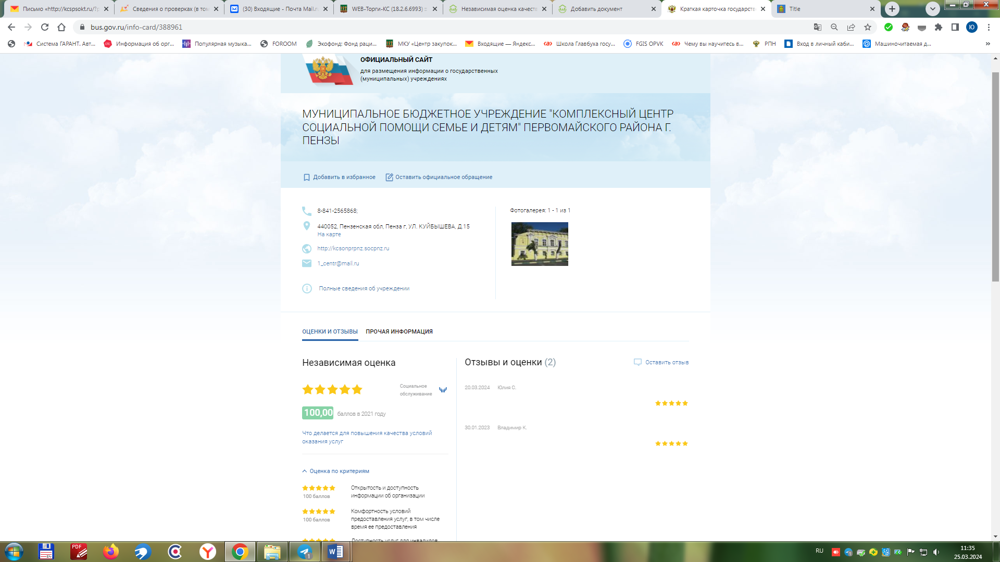 Письмо «http://kcspsokt.ru/?p
Сведения о проверках (в том
(30) Входящие - Почта Mail.r
WEB-Торги-КС (18.2.6.6993) ::
Независимая оценка качеств
Добавить документ
Краткая карточка государств
Title
bus.gov.ru/info-card/388961
Ю
Система ГАРАНТ. Авт...
Информация об орг...
Популярная музыка...
FOROOM
Экофонд: Фонд раци...
МКУ «Центр закупок...
Входящие — Яндекс...
Школа Главбуха госу...
FGIS OPVK
Чему вы научитесь в...
РПН
Вход в личный каби...
Машиночитаемая д...
»
ОФИЦИАЛЬНЫЙ САЙТ
для размещения информации о государственных
(муниципальных) учреждениях
МУНИЦИПАЛЬНОЕ БЮДЖЕТНОЕ УЧРЕЖДЕНИЕ "КОМПЛЕКСНЫЙ ЦЕНТР
СОЦИАЛЬНОЙ ПОМОЩИ СЕМЬЕ И ДЕТЯМ" ПЕРВОМАЙСКОГО РАЙОНА Г.
ПЕНЗЫ
Добавить в избранное
Оставить официальное обращение
8-841-2565868;
440052, Пензенская обл, Пенза г, УЛ. КУЙБЫШЕВА, Д.15
На карте
http://kcsonprpnz.socpnz.ru
1_centr@mail.ru
Полные сведения об учреждении
Фотогалерея: 1 - 1 из 1
ОЦЕНКИ И ОТЗЫВЫ
ПРОЧАЯ ИНФОРМАЦИЯ
Независимая оценка
Социальное
обслуживание
100,00 баллов в 2021 году
Что делается для повышения качества условий
оказания услуг
Оценка по критериям
100 баллов
Открытость и доступность
информации об организации
100 баллов
Комфортность условий
предоставления услуг, в том числе
время ее предоставления
Доступность услуг для инвалидов
Отзывы и оценки (2)
Оставить отзыв
20.03.2024 Юлия С.
30.01.2023 Владимир К.
PDF
RU
11:35
25.03.2024